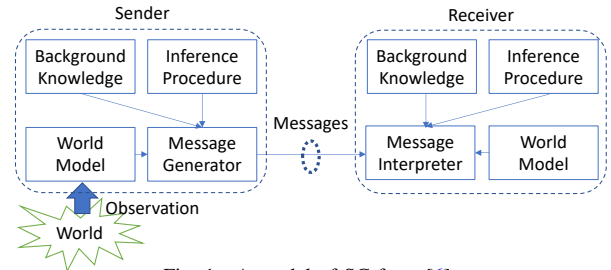 Sender
Receiver
Background
Knowledge
Inference
Procedure
Background
Knowledge
Inference
Procedure
Messages
World
Model
Message
Generator
Message
Interpreter
World
Model
Observation
World